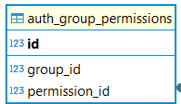 auth_group_permissions
123 id
123 group_id
123 permission_id